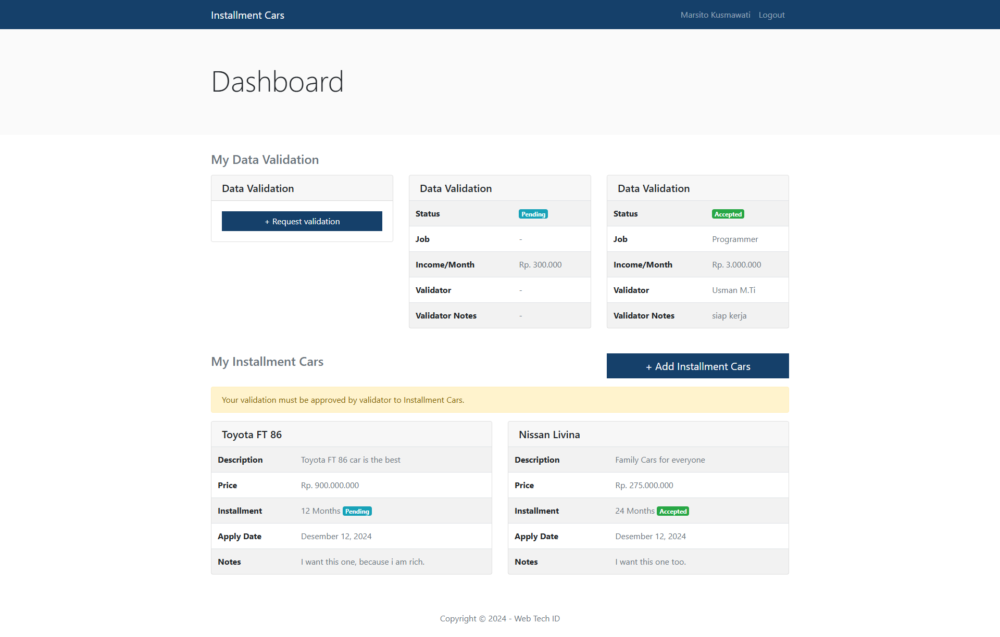 Installment Cars
Marsito Kusmawati Logout
Dashboard
My Data Validation
Data Validation
+ Request validation
Data Validation
Status Pending
Job -
Income/Month Rp. 300.000
Validator -
Validator Notes -
Data Validation
Status Accepted
Job Programmer
Income/Month Rp. 3.000.000
Validator Usman M.Ti
Validator Notes siap kerja
My Installment Cars
+ Add Installment Cars
Your validation must be approved by validator to Installment Cars.
Toyota FT 86
Description Toyota FT 86 car is the best
Price Rp. 900.000.000
Installment 12 Months Pending
Apply Date Desember 12, 2024
Notes I want this one, because i am rich.
Nissan Livina
Description Family Cars for everyone
Price Rp. 275.000.000
Installment 24 Months Accepted
Apply Date Desember 12, 2024
Notes I want this one too.
Copyright © 2024 - Web Tech ID